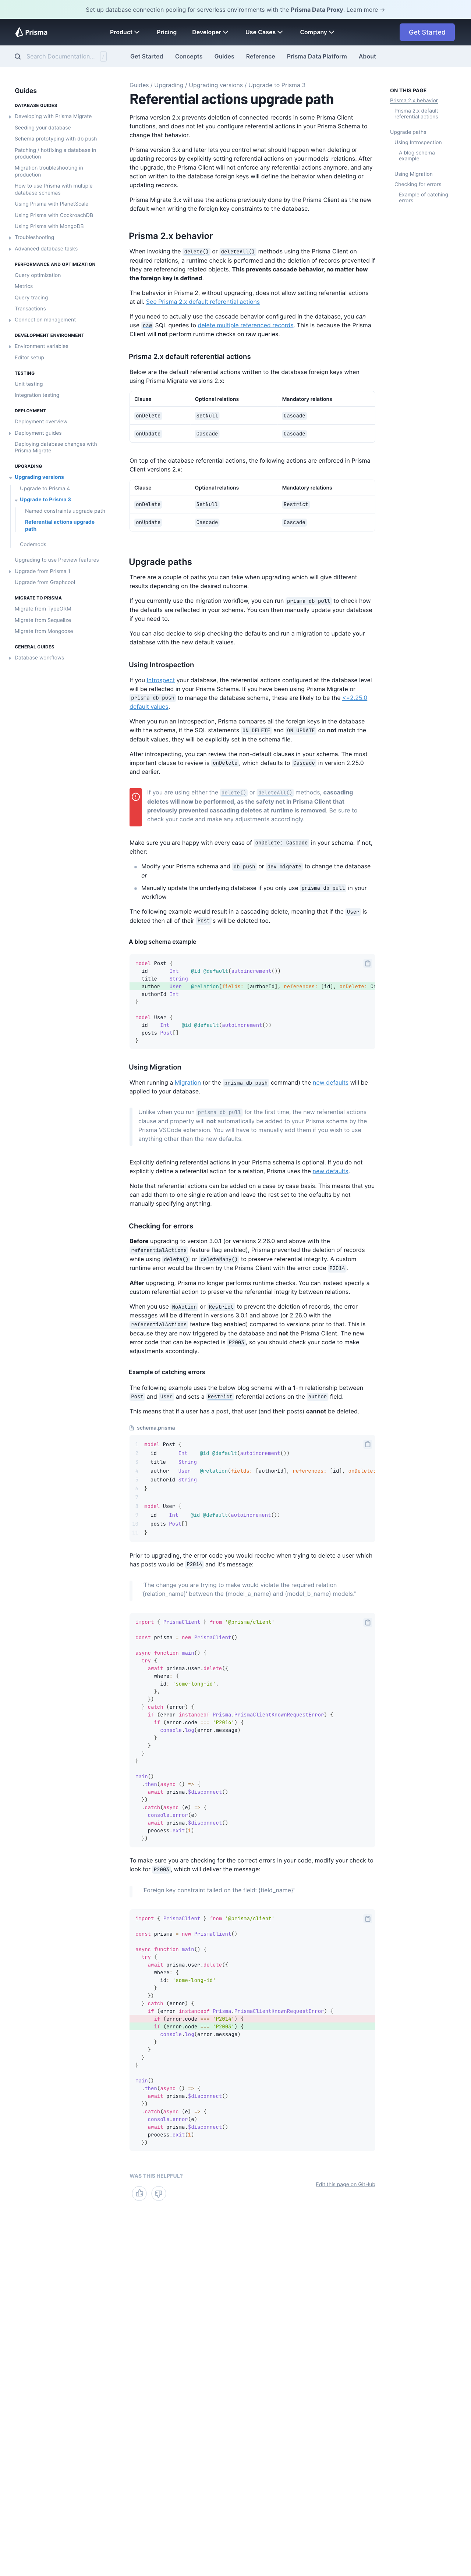 Set up database connection pooling for serverless environments with the Prisma Data Proxy. Learn more →
Prisma
Product
Pricing
Developer
Use Cases
Company
Get Started
Search Documentation... /
Get Started
Concepts
Guides
Reference
Prisma Data Platform
About
Guides
DATABASE GUIDES
Developing with Prisma Migrate
Seeding your database
Schema prototyping with db push
Patching / hotfixing a database in
production
Migration troubleshooting in
production
How to use Prisma with multiple
database schemas
Using Prisma with PlanetScale
Using Prisma with CockroachDB
Using Prisma with MongoDB
Troubleshooting
Advanced database tasks
PERFORMANCE AND OPTIMIZATION
Query optimization
Metrics
Query tracing
Transactions
Connection management
DEVELOPMENT ENVIRONMENT
Environment variables
Editor setup
TESTING
Unit testing
Integration testing
DEPLOYMENT
Deployment overview
Deployment guides
Deploying database changes with
Prisma Migrate
UPGRADING
Upgrading versions
Upgrade to Prisma 4
Upgrade to Prisma 3
Named constraints upgrade path
Referential actions upgrade
path
Codemods
Upgrading to use Preview features
Upgrade from Prisma 1
Upgrade from Graphcool
MIGRATE TO PRISMA
Migrate from TypeORM
Migrate from Sequelize
Migrate from Mongoose
GENERAL GUIDES
Database workflows
Guides / Upgrading / Upgrading versions / Upgrade to Prisma 3
Referential actions upgrade path
Prisma version 2.x prevents deletion of connected records in some Prisma Client
functions, and does not let you configure referential actions in your Prisma Schema to
change that behavior.
Prisma version 3.x and later lets you control what should happen when deleting or
updating records by explicitly setting referential actions on the models' relations. After
the upgrade, Prisma Client will not enforce any referential actions anymore, and any
action written to the database foreign keys will define the behavior when deleting or
updating records.
Prisma Migrate 3.x will use the actions previously done by the Prisma Client as the new
default when writing the foreign key constraints to the database.
Prisma 2.x behavior
When invoking the delete() or deleteAll() methods using the Prisma Client on
required relations, a runtime check is performed and the deletion of records prevented if
they are referencing related objects. This prevents cascade behavior, no matter how
the foreign key is defined.
The behavior in Prisma 2, without upgrading, does not allow setting referential actions
at all. See Prisma 2.x default referential actions
If you need to actually use the cascade behavior configured in the database, you can
use raw SQL queries to delete multiple referenced records. This is because the Prisma
Client will not perform runtime checks on raw queries.
Prisma 2.x default referential actions
Below are the default referential actions written to the database foreign keys when
using Prisma Migrate versions 2.x:
Clause Optional relations Mandatory relations
onDelete SetNull Cascade
onUpdate Cascade Cascade
On top of the database referential actions, the following actions are enforced in Prisma
Client versions 2.x:
Clause Optional relations Mandatory relations
onDelete SetNull Restrict
onUpdate Cascade Cascade
Upgrade paths
There are a couple of paths you can take when upgrading which will give different
results depending on the desired outcome.
If you currently use the migration workflow, you can run prisma db pull to check how
the defaults are reflected in your schema. You can then manually update your database
if you need to.
You can also decide to skip checking the defaults and run a migration to update your
database with the new default values.
Using Introspection
If you Introspect your database, the referential actions configured at the database level
will be reflected in your Prisma Schema. If you have been using Prisma Migrate or
prisma db push to manage the database schema, these are likely to be the <=2.25.0
default values.
When you run an Introspection, Prisma compares all the foreign keys in the database
with the schema, if the SQL statements ON DELETE and ON UPDATE do not match the
default values, they will be explicitly set in the schema file.
After introspecting, you can review the non-default clauses in your schema. The most
important clause to review is onDelete, which defaults to Cascade in version 2.25.0
and earlier.
If you are using either the delete() or deleteAll() methods, cascading
deletes will now be performed, as the safety net in Prisma Client that
previously prevented cascading deletes at runtime is removed. Be sure to
check your code and make any adjustments accordingly.
Make sure you are happy with every case of onDelete: Cascade in your schema. If not,
either:
Modify your Prisma schema and db push or dev migrate to change the database
or
Manually update the underlying database if you only use prisma db pull in your
workflow
The following example would result in a cascading delete, meaning that if the User is
deleted then all of their Post's will be deleted too.
A blog schema example
model Post {
id Int @id @default(autoincrement())
title String
author User @relation(fields: [authorId], references: [id], onDelete: Ca
authorId Int
}
model User {
id Int @id @default(autoincrement())
posts Post[]
}
Using Migration
When running a Migration (or the prisma db push command) the new defaults will be
applied to your database.
Unlike when you run prisma db pull for the first time, the new referential actions
clause and property will not automatically be added to your Prisma schema by the
Prisma VSCode extension. You will have to manually add them if you wish to use
anything other than the new defaults.
Explicitly defining referential actions in your Prisma schema is optional. If you do not
explicitly define a referential action for a relation, Prisma uses the new defaults.
Note that referential actions can be added on a case by case basis. This means that you
can add them to one single relation and leave the rest set to the defaults by not
manually specifying anything.
Checking for errors
Before upgrading to version 3.0.1 (or versions 2.26.0 and above with the
referentialActions feature flag enabled), Prisma prevented the deletion of records
while using delete() or deleteMany() to preserve referential integrity. A custom
runtime error would be thrown by the Prisma Client with the error code P2014.
After upgrading, Prisma no longer performs runtime checks. You can instead specify a
custom referential action to preserve the referential integrity between relations.
When you use NoAction or Restrict to prevent the deletion of records, the error
messages will be different in versions 3.0.1 and above (or 2.26.0 with the
referentialActions feature flag enabled) compared to versions prior to that. This is
because they are now triggered by the database and not the Prisma Client. The new
error code that can be expected is P2003, so you should check your code to make
adjustments accordingly.
Example of catching errors
The following example uses the below blog schema with a 1-m relationship between
Post and User and sets a Restrict referential actions on the author field.
This means that if a user has a post, that user (and their posts) cannot be deleted.
schema.prisma
1 model Post {
2 id Int @id @default(autoincrement())
3 title String
4 author User @relation(fields: [authorId], references: [id], onDelete:
5 authorId String
6 }
7
8 model User {
9 id Int @id @default(autoincrement())
10 posts Post[]
11 }
Prior to upgrading, the error code you would receive when trying to delete a user which
has posts would be P2014 and it's message:
"The change you are trying to make would violate the required relation
'{relation_name}' between the {model_a_name} and {model_b_name} models."
import { PrismaClient } from '@prisma/client'
const prisma = new PrismaClient()
async function main() {
try {
await prisma.user.delete({
where: {
id: 'some-long-id',
},
})
} catch (error) {
if (error instanceof Prisma.PrismaClientKnownRequestError) {
if (error.code === 'P2014') {
console.log(error.message)
}
}
}
}
main()
.then(async () => {
await prisma.$disconnect()
})
.catch(async (e) => {
console.error(e)
await prisma.$disconnect()
process.exit(1)
})
To make sure you are checking for the correct errors in your code, modify your check to
look for P2003, which will deliver the message:
"Foreign key constraint failed on the field: {field_name}"
import { PrismaClient } from '@prisma/client'
const prisma = new PrismaClient()
async function main() {
try {
await prisma.user.delete({
where: {
id: 'some-long-id'
}
})
} catch (error) {
if (error instanceof Prisma.PrismaClientKnownRequestError) {
if (error.code === 'P2014') {
if (error.code === 'P2003') {
console.log(error.message)
}
}
}
}
main()
.then(async () => {
await prisma.$disconnect()
})
.catch(async (e) => {
console.error(e)
await prisma.$disconnect()
process.exit(1)
})
WAS THIS HELPFUL?
Edit this page on GitHub
ON THIS PAGE
Prisma 2.x behavior
Prisma 2.x default
referential actions
Upgrade paths
Using Introspection
A blog schema
example
Using Migration
Checking for errors
Example of catching
errors